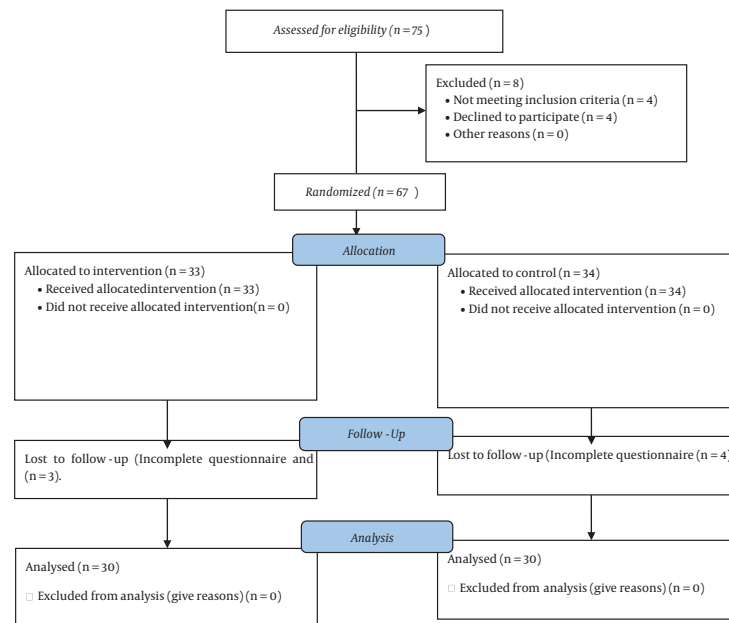 Assessed for eligibility (n = 75 )
Excluded (n = 8)
• Not meeting inclusion criteria (n = 4)
• Declined to participate (n = 4)
• Other reasons (n = 0)
Randomized (n = 67 )
Allocation
Allocated to intervention (n = 33)
• Received allocatedintervention (n = 33)
• Did not receive allocated intervention(n = 0)
Allocated to control (n = 34)
• Received allocated intervention (n = 34)
• Did not receive allocated intervention (n = 0)
Follow -Up
Lost to follow -up (Incomplete questionnaire and
(n = 3).
Lost to follow -up (Incomplete questionnaire (n = 4)
Analysis
Analysed (n = 30)
□ Excluded from analysis (give reasons) (n = 0)
Analysed (n = 30)
□ Excluded from analysis (give reasons) (n = 0)